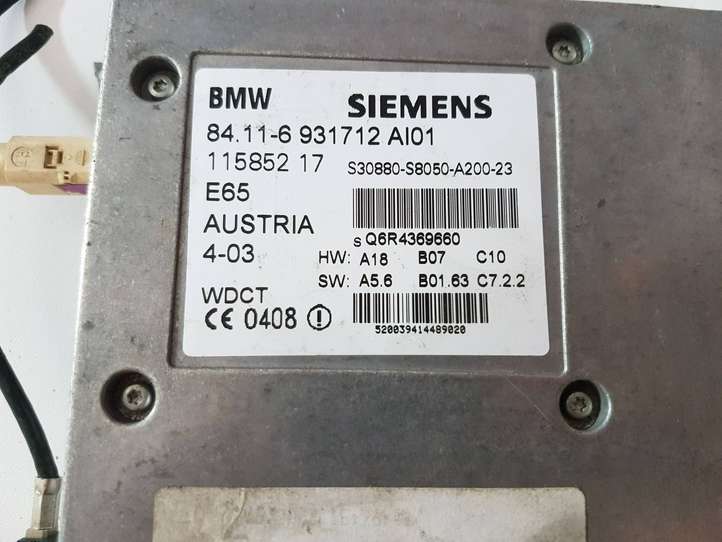 BMW SIEMENS
84.11-6 931712 AI01
115852 17 S30880-S8050-A200-23
E65
AUSTRIA
S Q6R4369660
4-03 HW: A18 B07 C10
SW: A5.6 B01.63 C7.2.2
WDCT
CE 0408
520039414489020